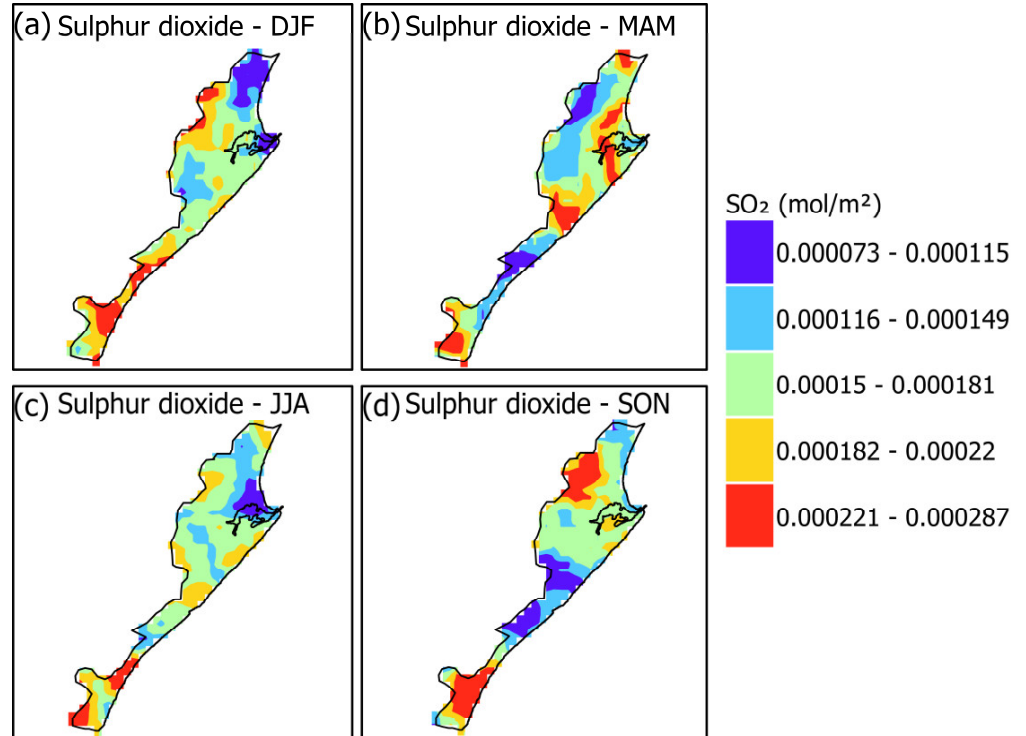 (a) Sulphur dioxide - DJF
(b) Sulphur dioxide - MAM
(c) Sulphur dioxide - JJA
(d) Sulphur dioxide - SON
SO₂ (mol/m²)
0.000073 - 0.000115
0.000116 - 0.000149
0.00015 - 0.000181
0.000182 - 0.00022
0.000221 - 0.000287